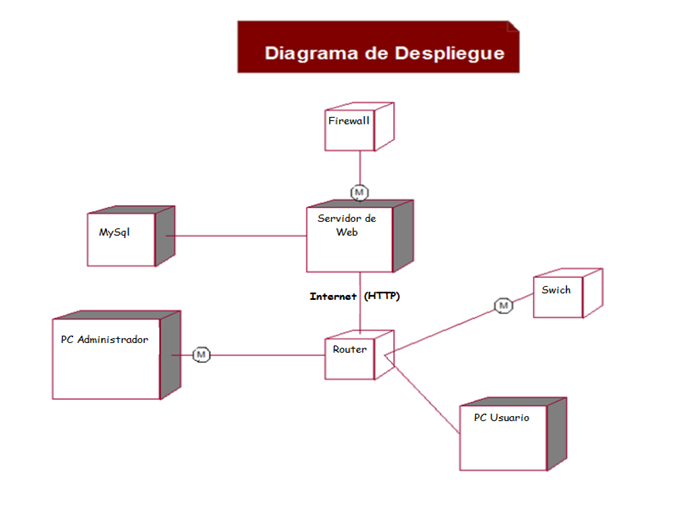 Diagrama de Despliegue
Firewall
M
Servidor de
Web
MySql
Internet (HTTP)
Swich
M
PC Administrador
M
Router
PC Usuario